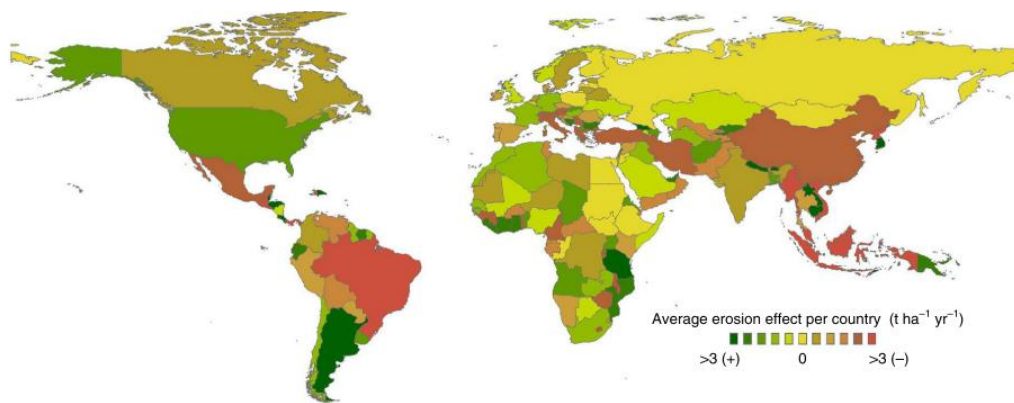 Average erosion effect per country (t ha⁻¹ yr⁻¹)
>3 (+) 0 >3 (–)